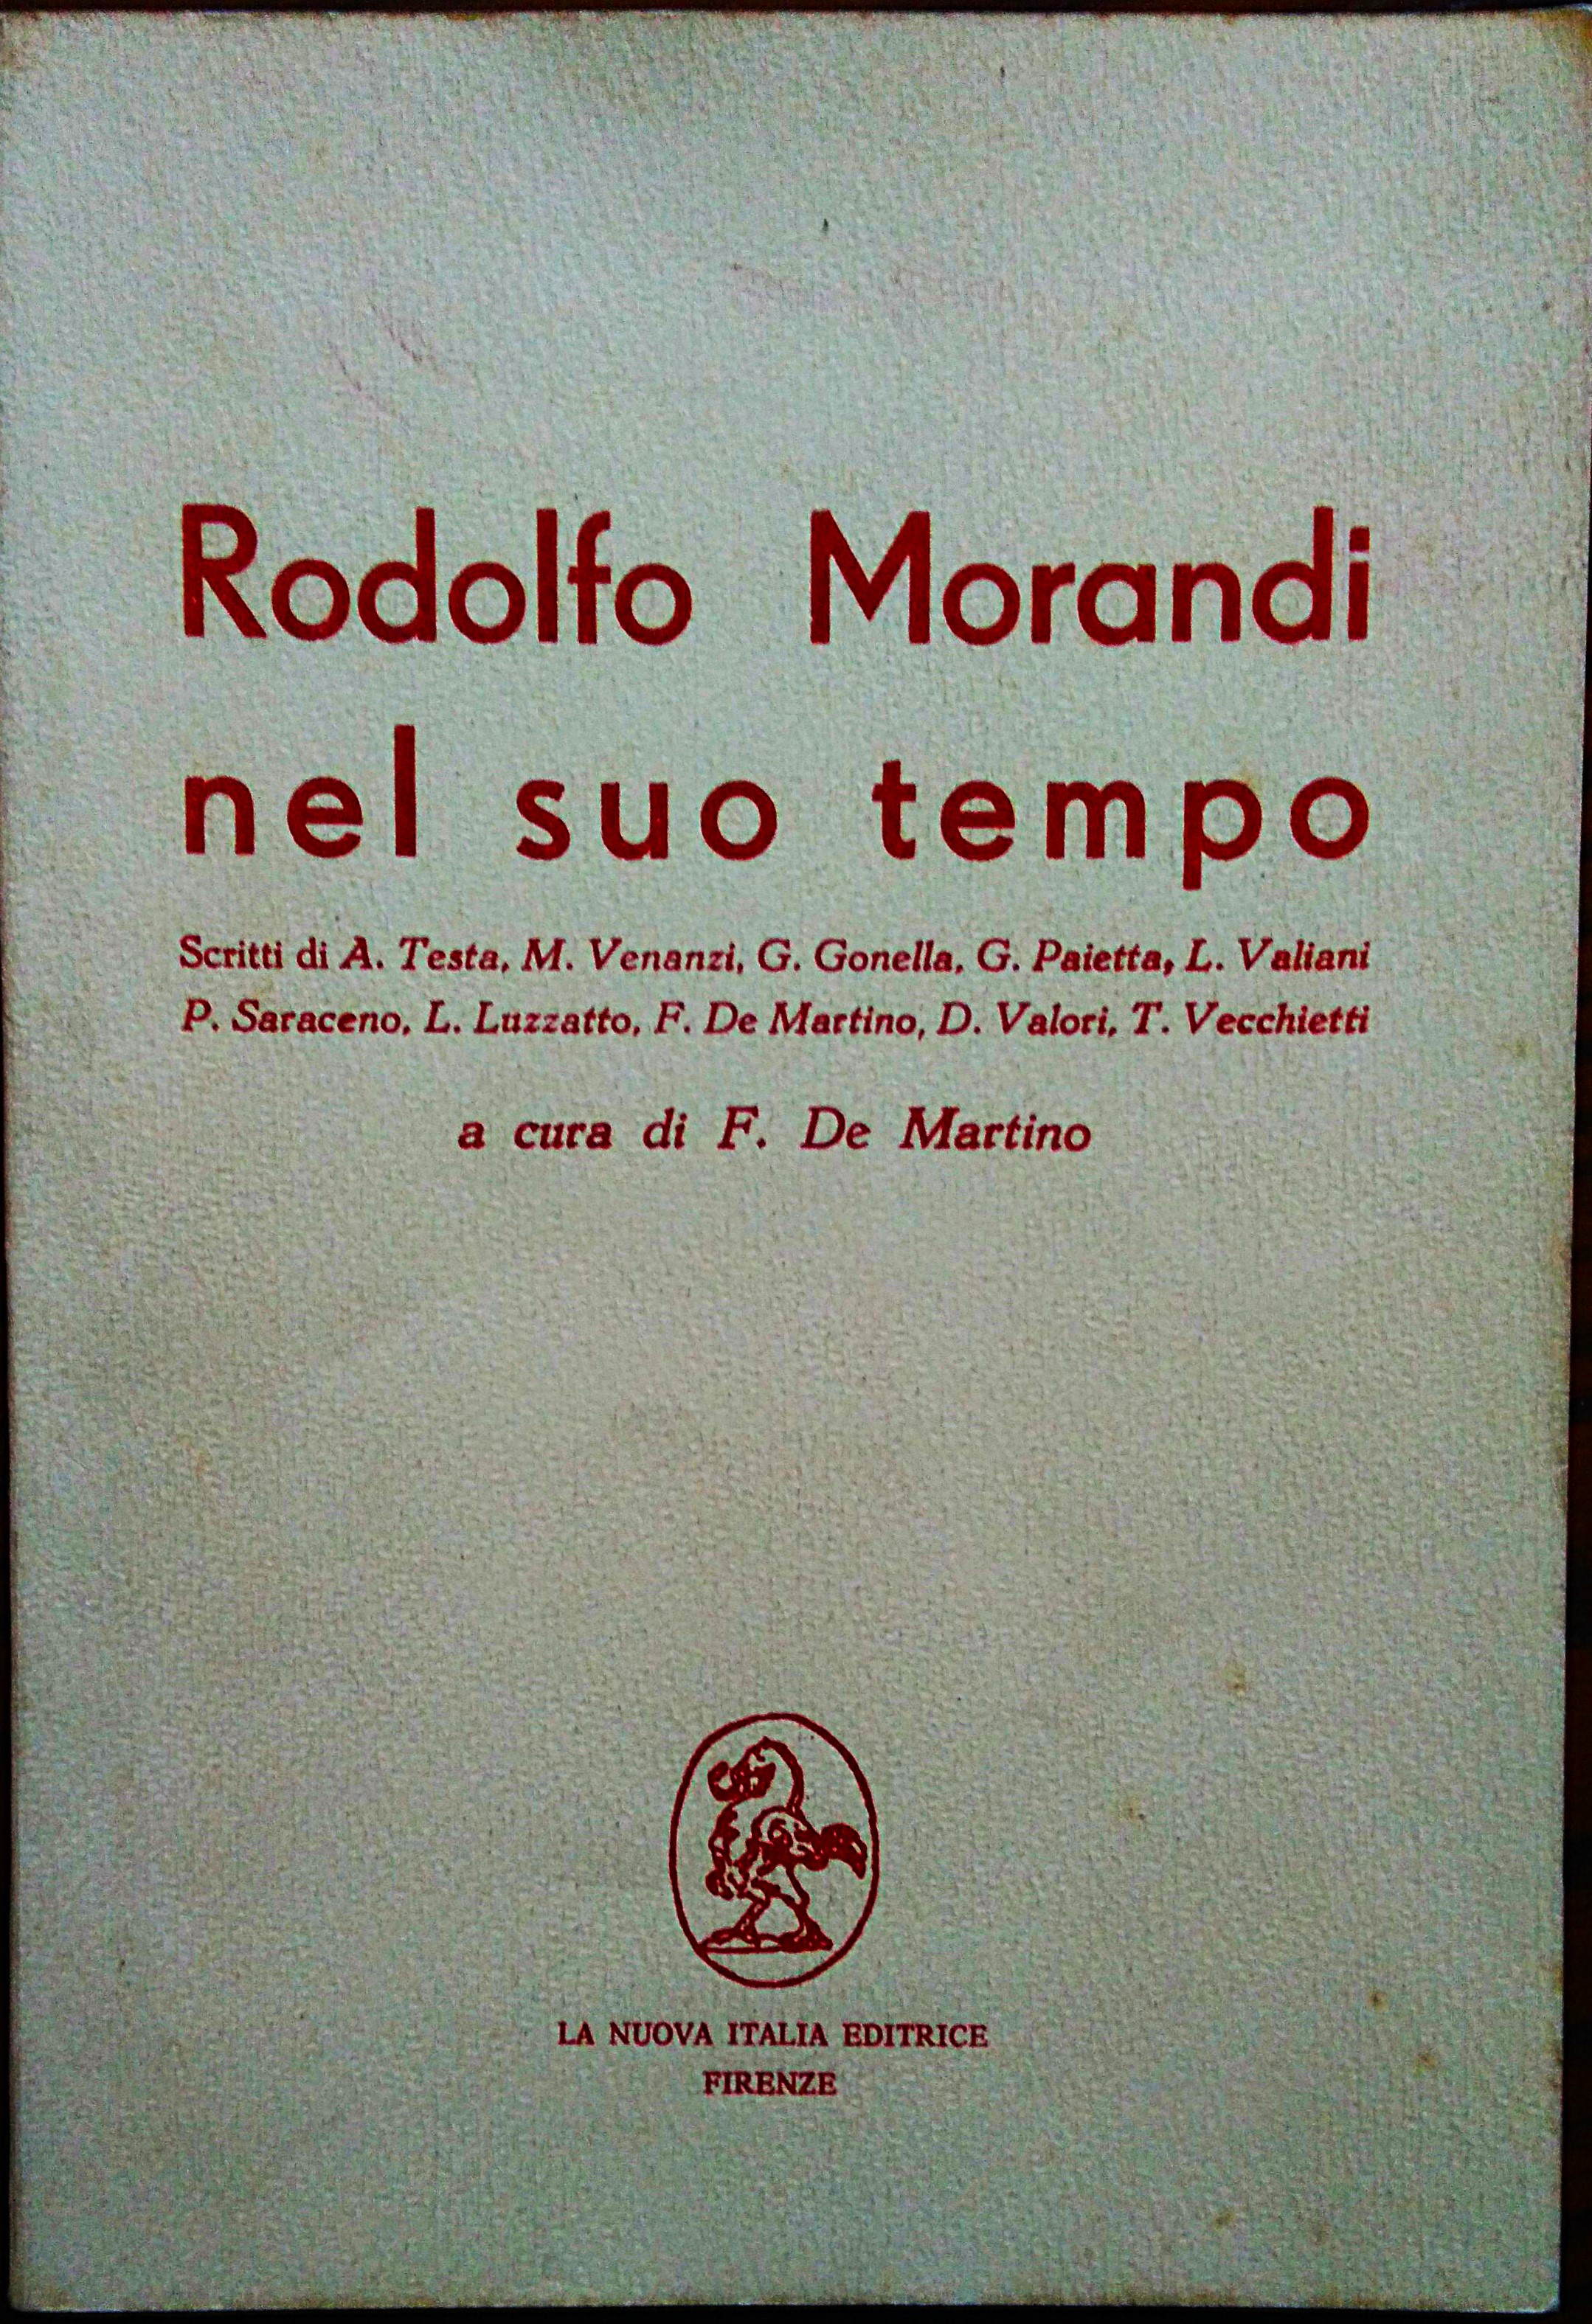 Rodolfo Morandi
nel suo tempo
Scritti di A. Testa, M. Venanzi, G. Gonella, G. Paietta, L. Valiani
P. Saraceno, L. Luzzatto, F. De Martino, D. Valori, T. Vecchietti
a cura di F. De Martino
LA NUOVA ITALIA EDITRICE
FIRENZE